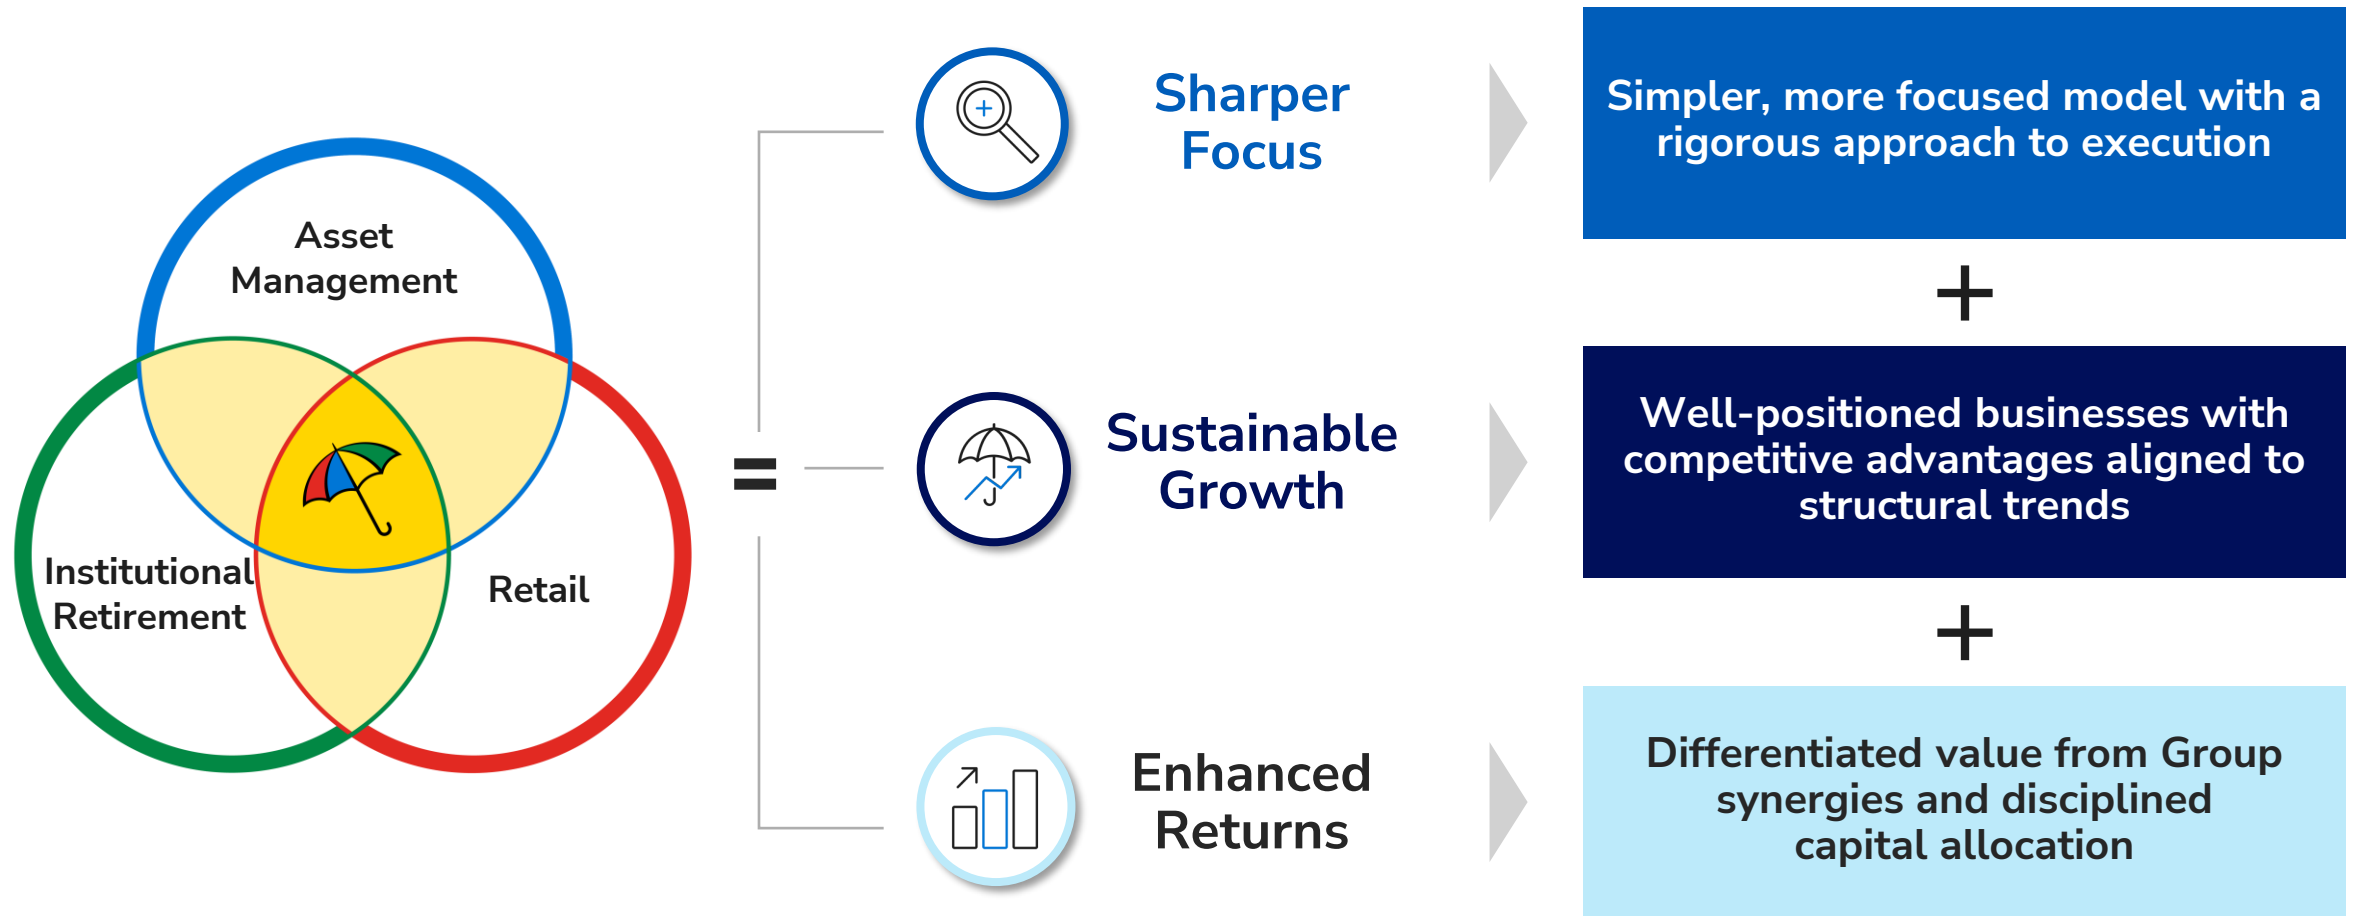 Asset
Management
Institutional
Retirement
Retail
=
Sharper
Focus
Simpler, more focused model with a
rigorous approach to execution
+
Sustainable
Growth
Well-positioned businesses with
competitive advantages aligned to
structural trends
+
Enhanced
Returns
Differentiated value from Group
synergies and disciplined
capital allocation